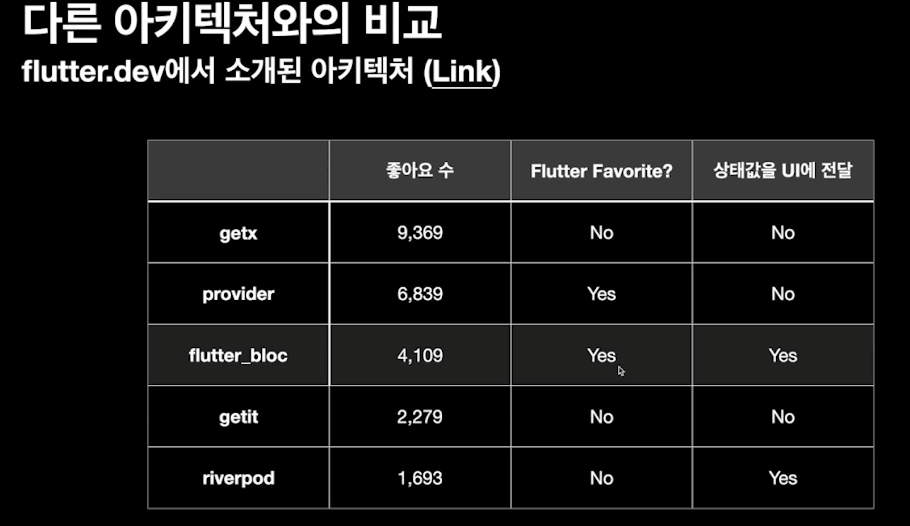 다른 아키텍처와의 비교
flutter.dev에서 소개된 아키텍처 (Link)
좋아요 수 Flutter Favorite? 상태값을 UI에 전달
getx 9,369 No No
provider 6,839 Yes No
flutter_bloc 4,109 Yes Yes
getit 2,279 No No
riverpod 1,693 No Yes